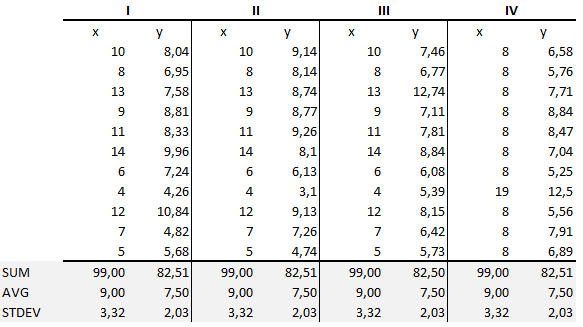 I II III IV
x y x y x y x y
10 8,04 10 9,14 10 7,46 8 6,58
8 6,95 8 8,14 8 6,77 8 5,76
13 7,58 13 8,74 13 12,74 8 7,71
9 8,81 9 8,77 9 7,11 8 8,84
11 8,33 11 9,26 11 7,81 8 8,47
14 9,96 14 8,1 14 8,84 8 7,04
6 7,24 6 6,13 6 6,08 8 5,25
4 4,26 4 3,1 4 5,39 19 12,5
12 10,84 12 9,13 12 8,15 8 5,56
7 4,82 7 7,26 7 6,42 8 7,91
5 5,68 5 4,74 5 5,73 8 6,89
SUM 99,00 82,51 99,00 82,51 99,00 82,50 99,00 82,51
AVG 9,00 7,50 9,00 7,50 9,00 7,50 9,00 7,50
STDEV 3,32 2,03 3,32 2,03 3,32 2,03 3,32 2,03